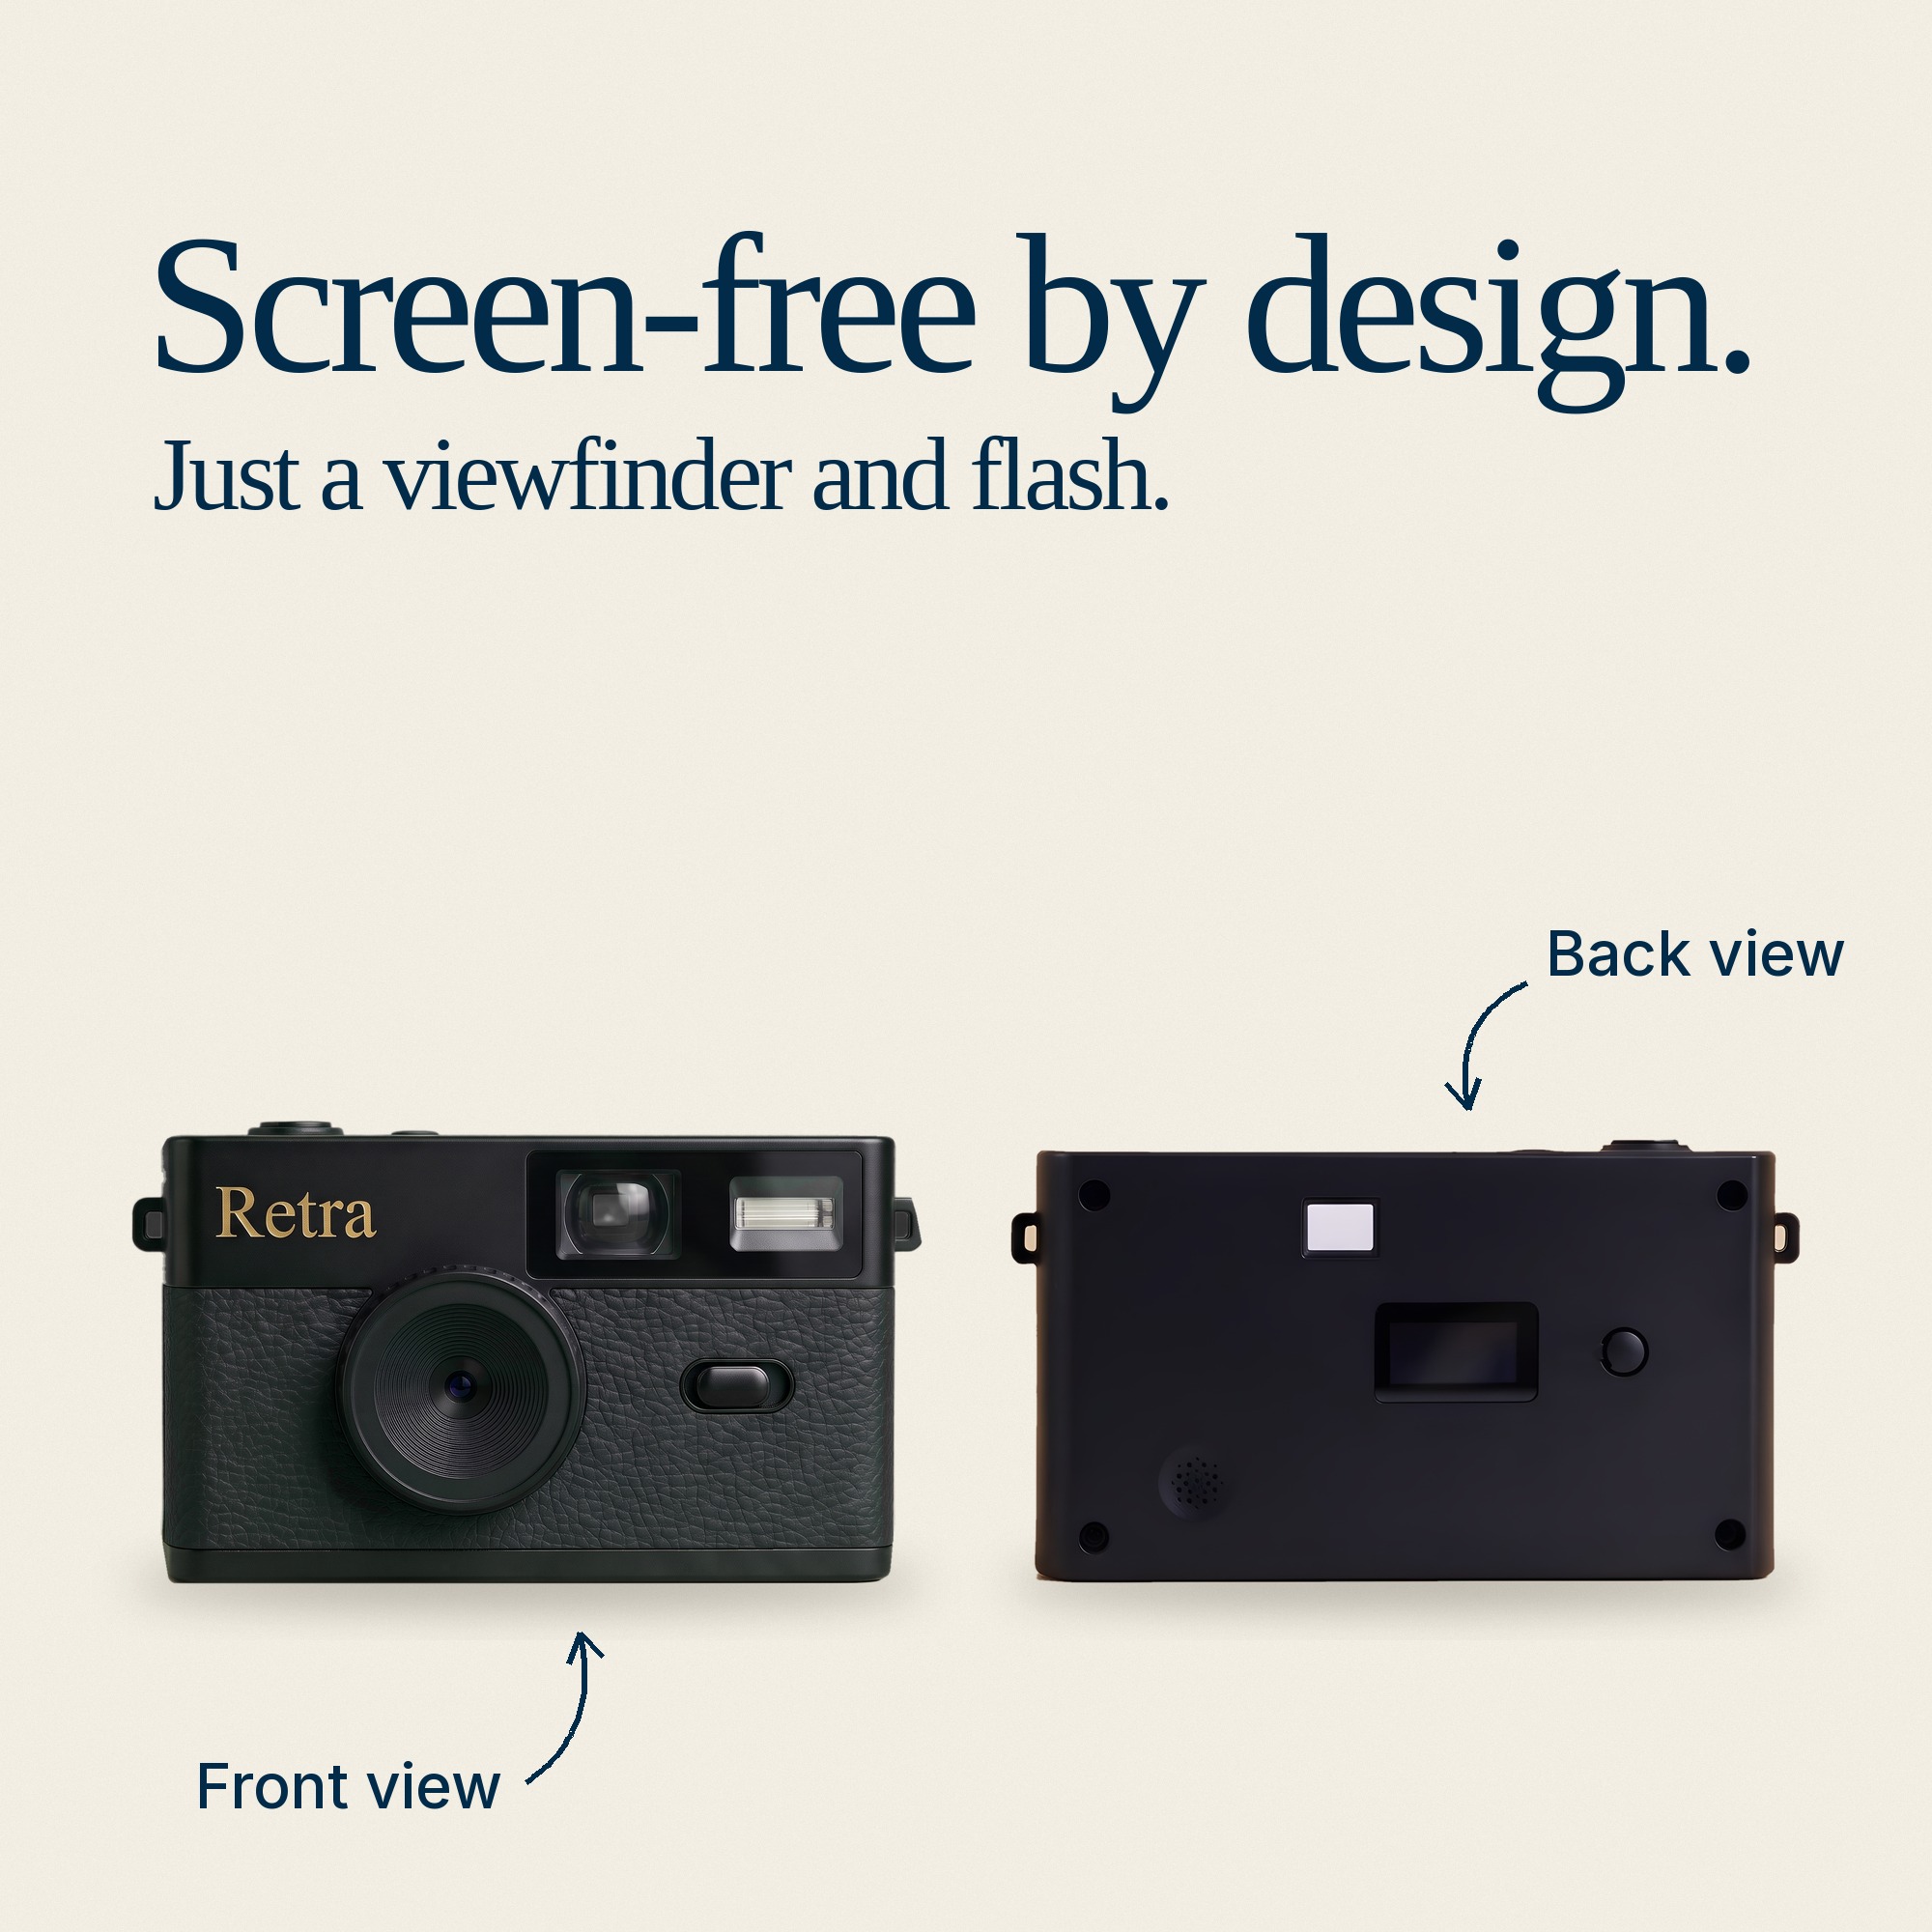 Screen-free by design.
Just a viewfinder and flash.
Back view
Retra
Front view